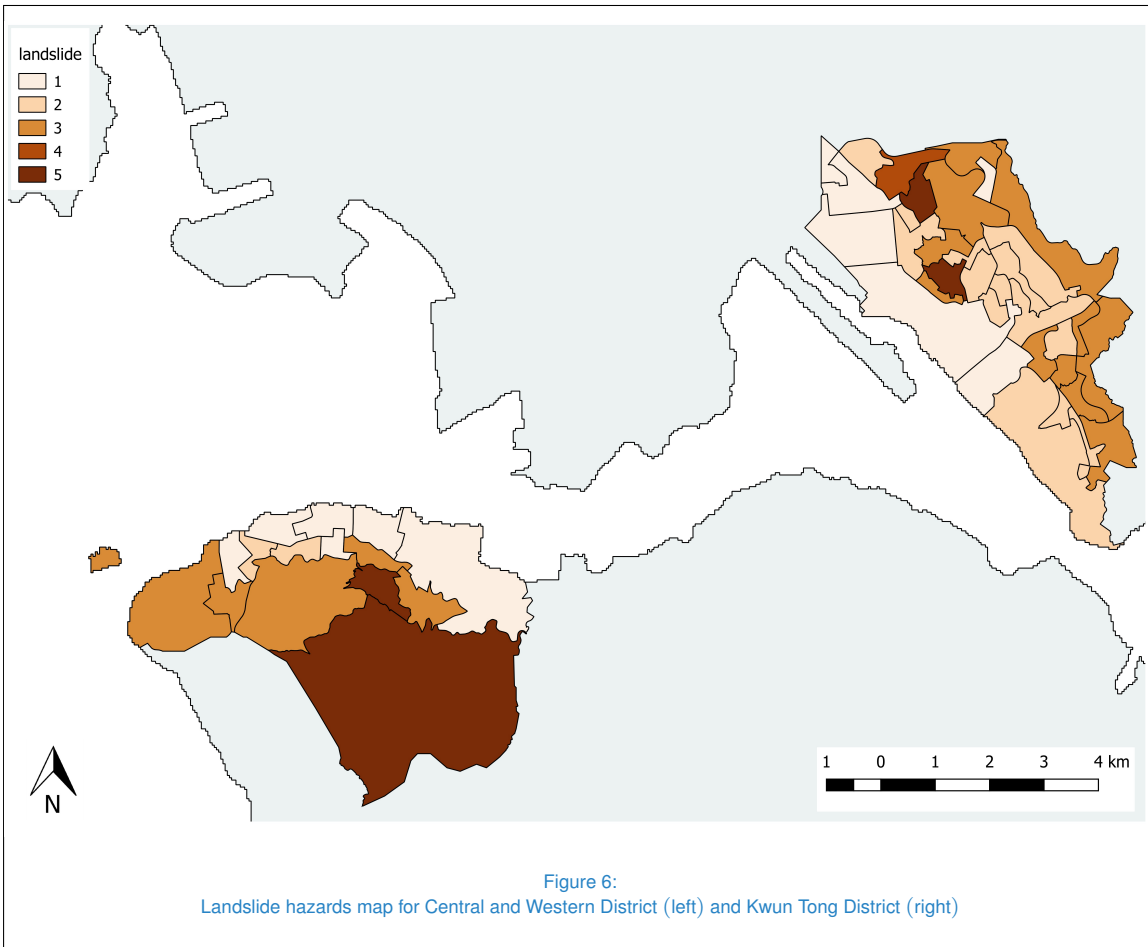 landslide
1
2
3
4
5
N
1 0 1 2 3 4 km
Figure 6:
Landslide hazards map for Central and Western District (left) and Kwun Tong District (right)